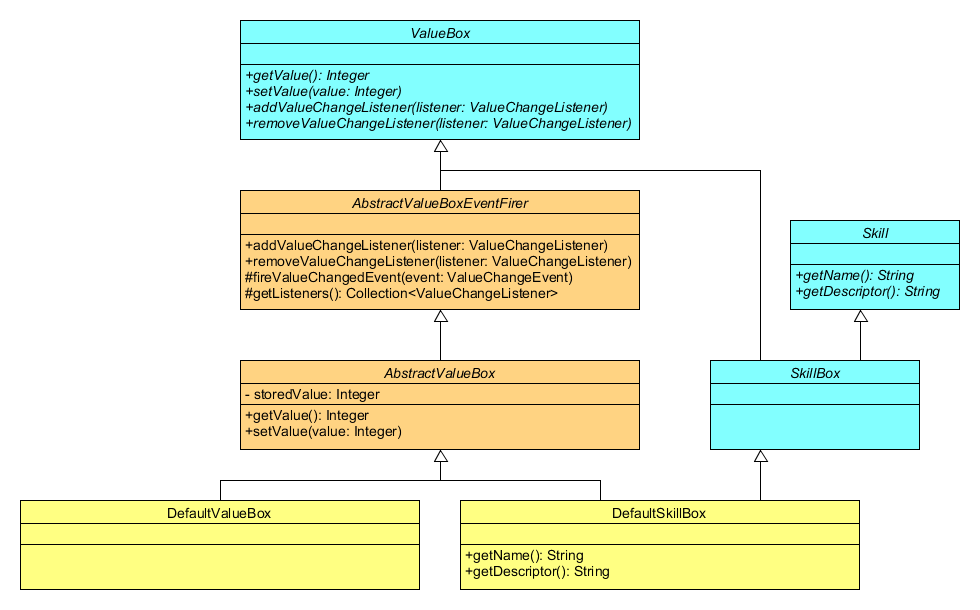 ValueBox
+getValue(): Integer
+setValue(value: Integer)
+addValueChangeListener(listener: ValueChangeListener)
+removeValueChangeListener(listener: ValueChangeListener)
AbstractValueBoxEventFirer
+addValueChangeListener(listener: ValueChangeListener)
+removeValueChangeListener(listener: ValueChangeListener)
#fireValueChangedEvent(event: ValueChangeEvent)
#getListeners(): Collection<ValueChangeListener>
Skill
+getName(): String
+getDescriptor(): String
AbstractValueBox
- storedValue: Integer
+getValue(): Integer
+setValue(value: Integer)
SkillBox
DefaultValueBox
DefaultSkillBox
+getName(): String
+getDescriptor(): String